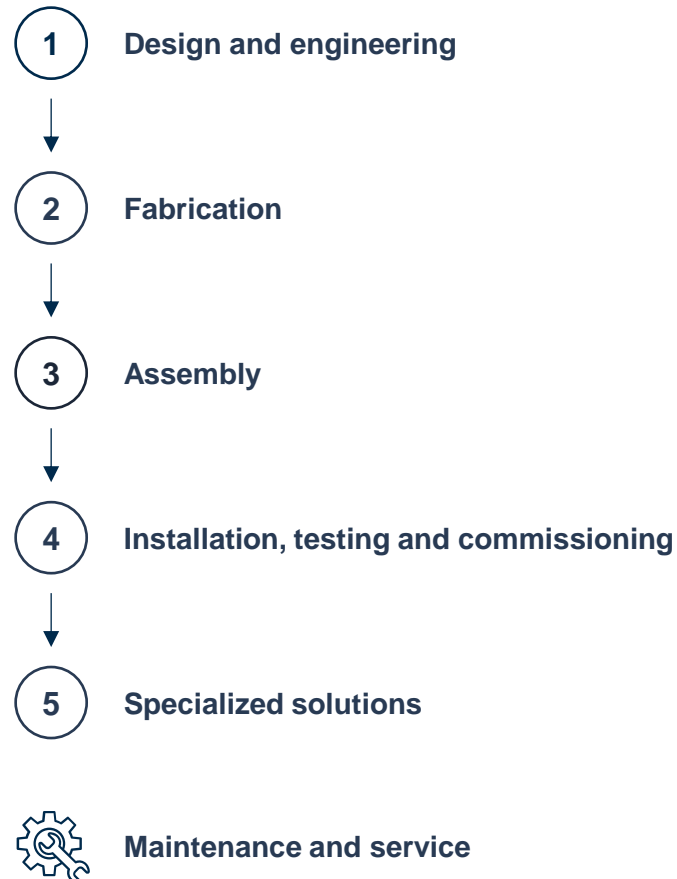 1 Design and engineering
2 Fabrication
3 Assembly
4 Installation, testing and commissioning
5 Specialized solutions
Maintenance and service